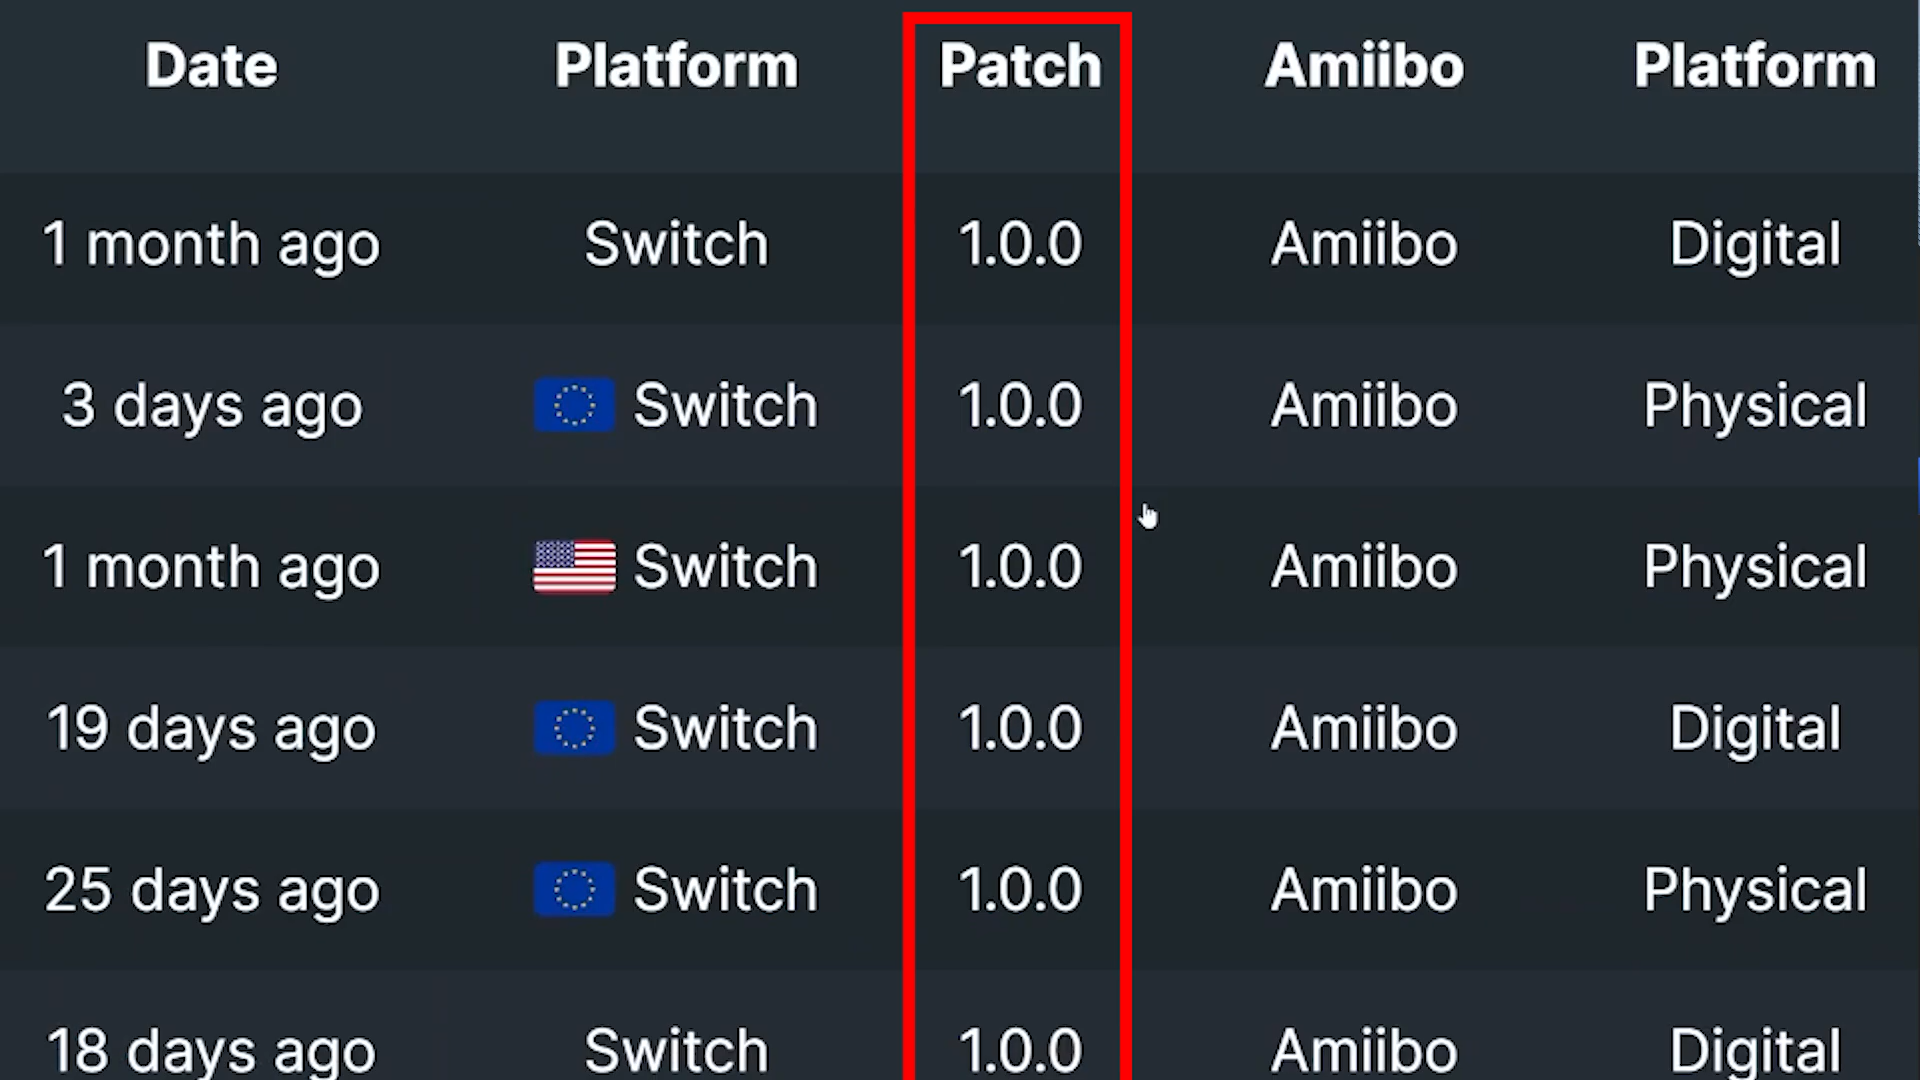 Date Platform Patch Amiibo Platform
1 month ago Switch 1.0.0 Amiibo Digital
3 days ago Switch 1.0.0 Amiibo Physical
1 month ago Switch 1.0.0 Amiibo Physical
19 days ago Switch 1.0.0 Amiibo Digital
25 days ago Switch 1.0.0 Amiibo Physical
18 days ago Switch 1.0.0 Amiibo Digital